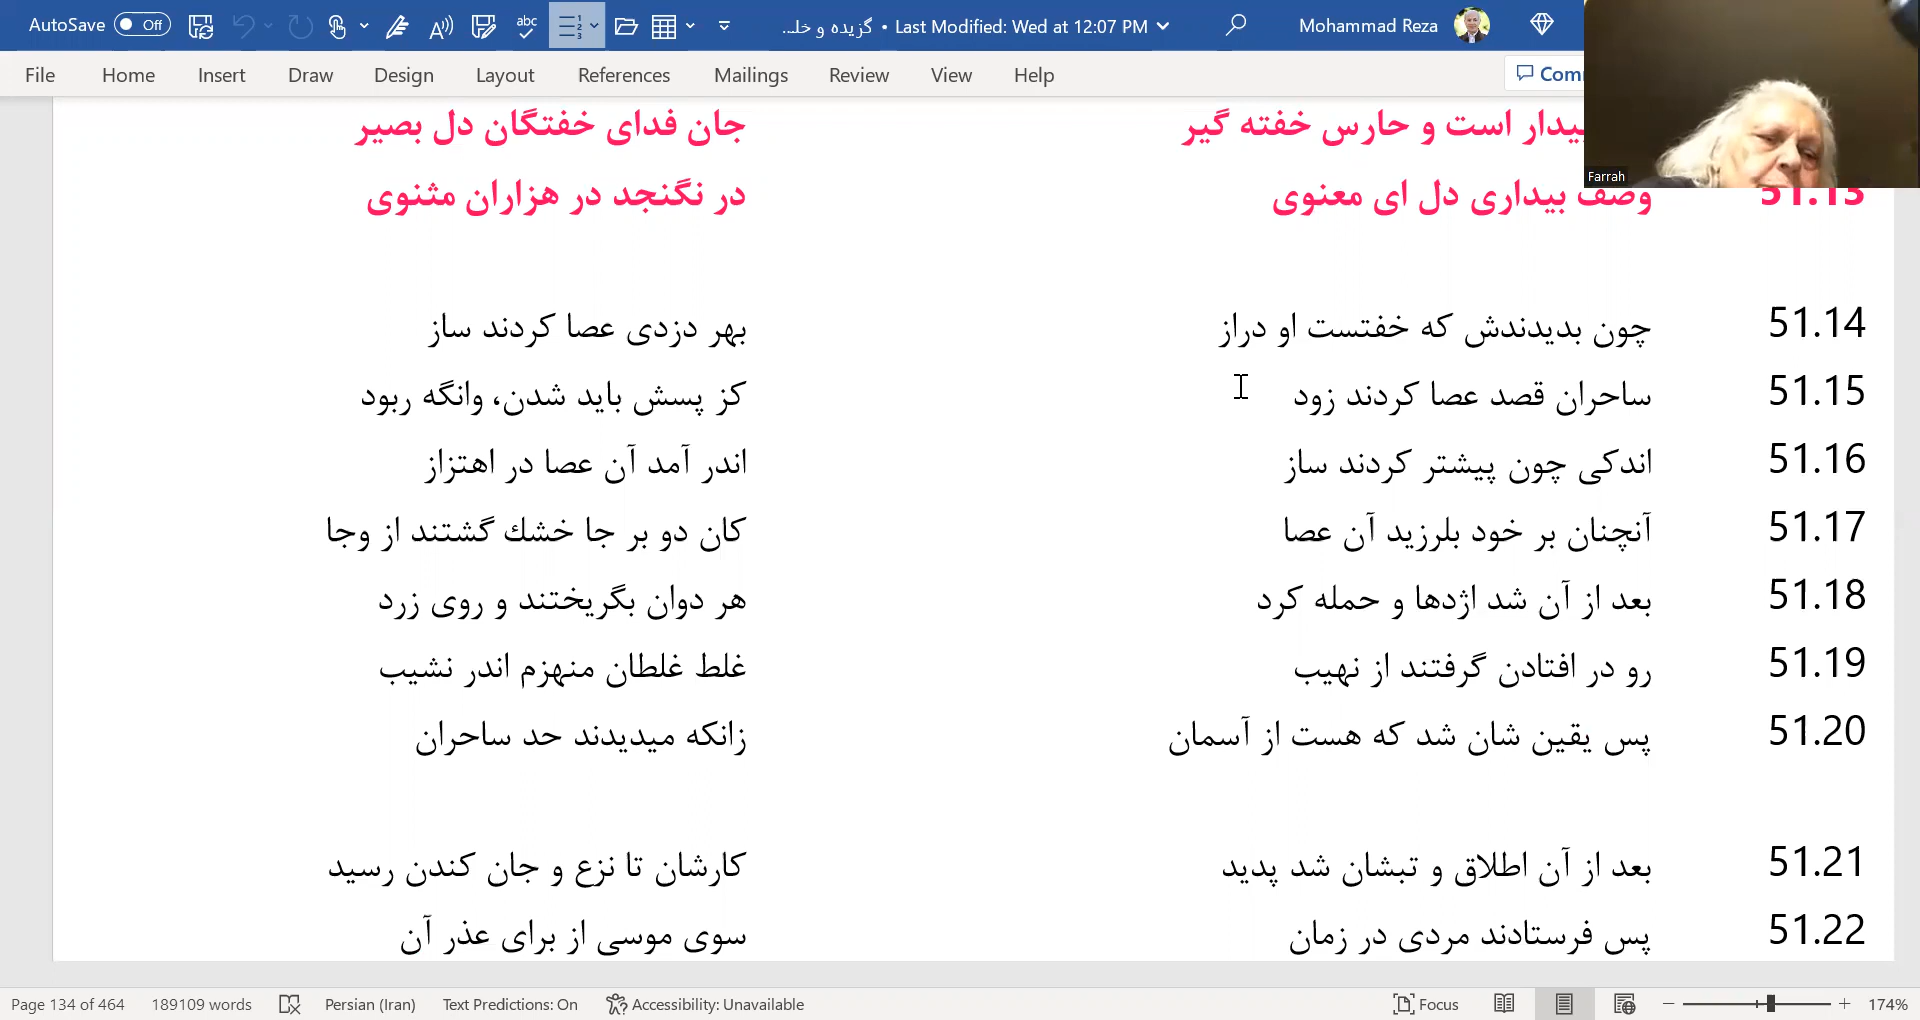 AutoSave Off گزیده و خل... • Last Modified: Wed at 12:07 PM Mohammad Reza
File Home Insert Draw Design Layout References Mailings Review View Help
بیدار است و حارس خفته گیر جان فدای خفتگان دل بصیر
51.13 وصف بیداری دل ای معنوی در نگنجد در هزاران مثنوی
51.14 چون بدیدندش که خفتست او دراز بهر دزدی عصا کردند ساز
51.15 ساحران قصد عصا کردند زود کز پسش باید شدن، وانگه ربود
51.16 اندکی چون پیشتر کردند ساز اندر آمد آن عصا در اهتزاز
51.17 آنچنان بر خود بلرزید آن عصا کان دو بر جا خشك گشتند از وجا
51.18 بعد از آن شد اژدها و حمله کرد هر دوان بگریختند و روی زرد
51.19 رو در افتادن گرفتند از نهیب غلط غلطان منهزم اندر نشیب
51.20 پس یقین شان شد که هست از آسمان زانکه میدیدند حد ساحران
51.21 بعد از آن اطلاق و تبشان شد پدید کارشان تا نزع و جان کندن رسید
51.22 پس فرستادند مردی در زمان سوی موسی از برای عذر آن
Farrah
Page 134 of 464 189109 words Persian (Iran) Text Predictions: On Accessibility: Unavailable Focus 174%